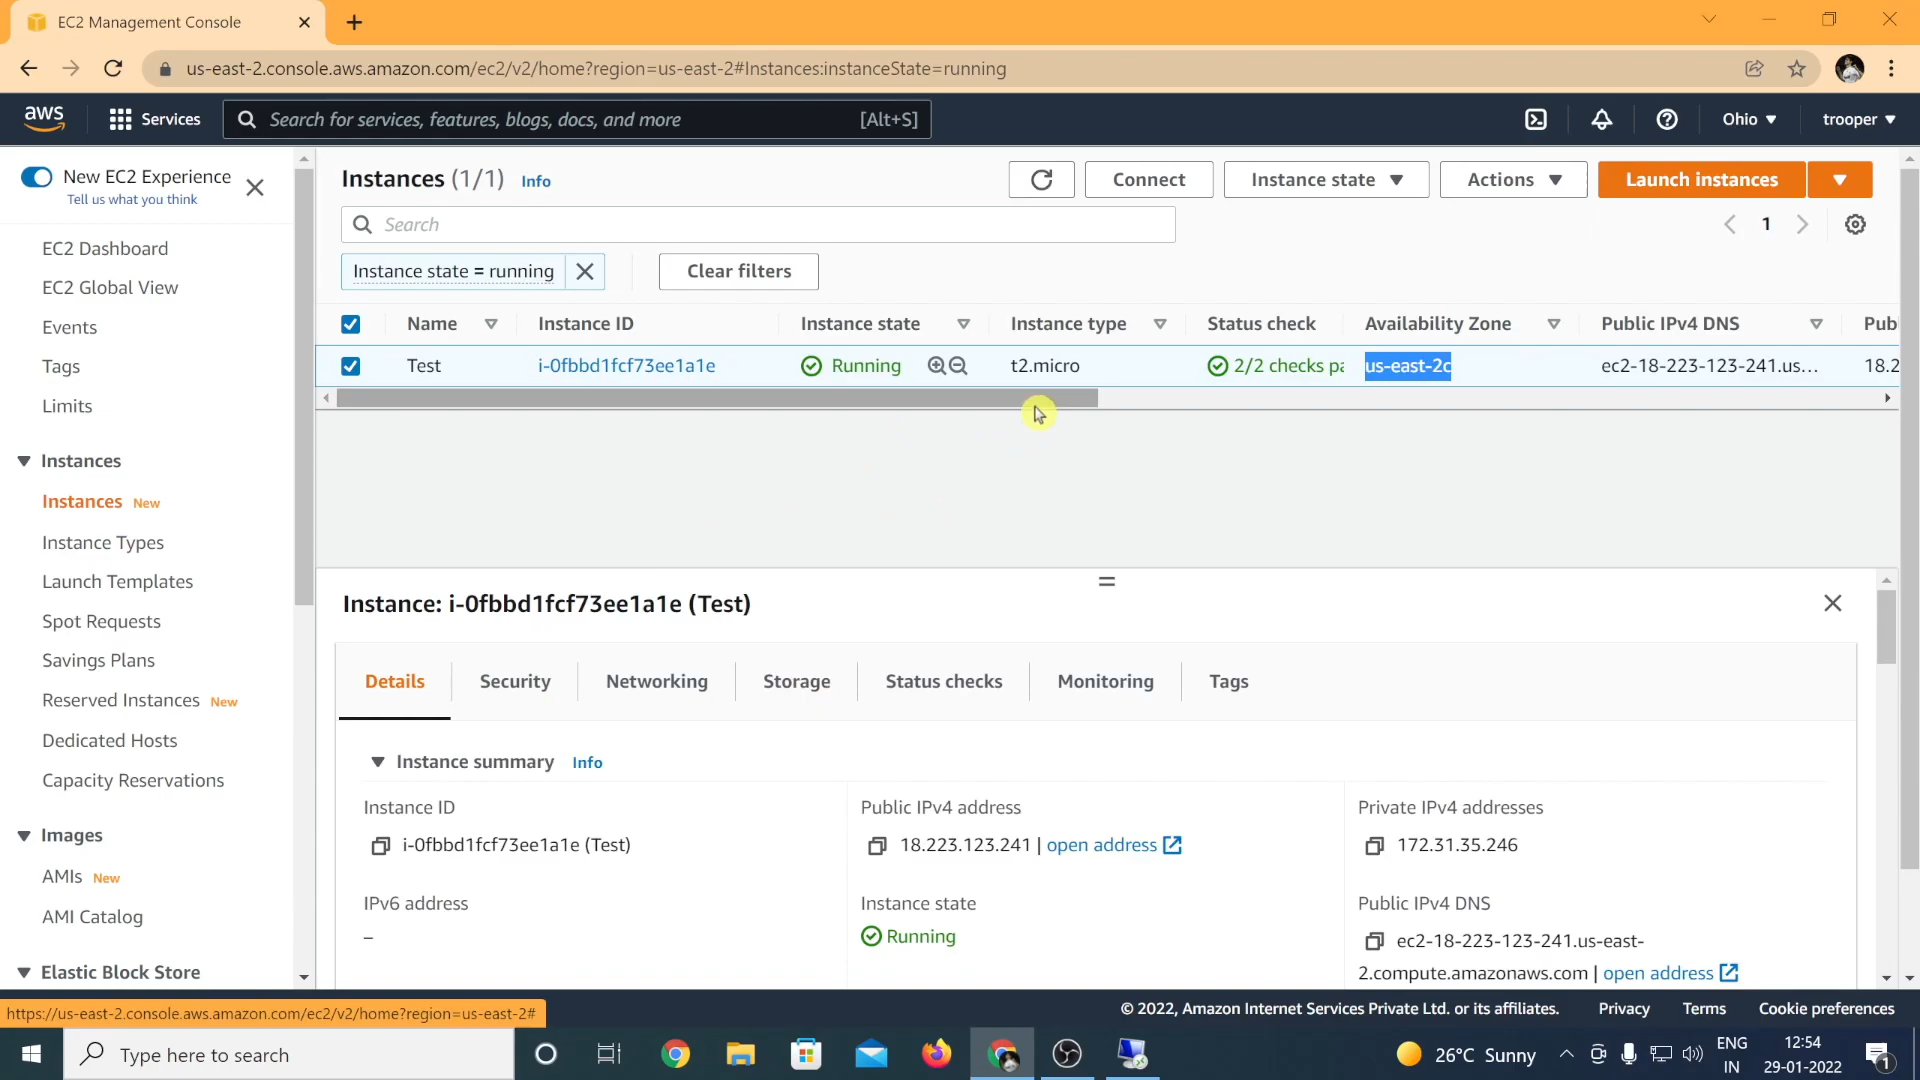 EC2 Management Console
us-east-2.console.aws.amazon.com/ec2/v2/home?region=us-east-2#Instances:instanceState=running
aws
Services
Search for services, features, blogs, docs, and more
[Alt+S]
Ohio
trooper
New EC2 Experience
Tell us what you think
EC2 Dashboard
EC2 Global View
Events
Tags
Limits
Instances
Instances New
Instance Types
Launch Templates
Spot Requests
Savings Plans
Reserved Instances New
Dedicated Hosts
Capacity Reservations
Images
AMIs New
AMI Catalog
Elastic Block Store
Instances (1/1) Info
Connect
Instance state
Actions
Launch instances
Search
1
Instance state = running
Clear filters
Name Instance ID Instance state Instance type Status check Availability Zone Public IPv4 DNS Pub
Test i-0fbbd1fcf73ee1a1e Running t2.micro 2/2 checks pa us-east-2c ec2-18-223-123-241.us... 18.2
Instance: i-0fbbd1fcf73ee1a1e (Test)
Details Security Networking Storage Status checks Monitoring Tags
Instance summary Info
Instance ID
i-0fbbd1fcf73ee1a1e (Test)
Public IPv4 address
18.223.123.241 | open address
Private IPv4 addresses
172.31.35.246
IPv6 address
–
Instance state
Running
Public IPv4 DNS
ec2-18-223-123-241.us-east-
2.compute.amazonaws.com | open address
https://us-east-2.console.aws.amazon.com/ec2/v2/home?region=us-east-2#
© 2022, Amazon Internet Services Private Ltd. or its affiliates.
Privacy
Terms
Cookie preferences
Type here to search
26°C Sunny
ENG
IN
12:54
29-01-2022
1